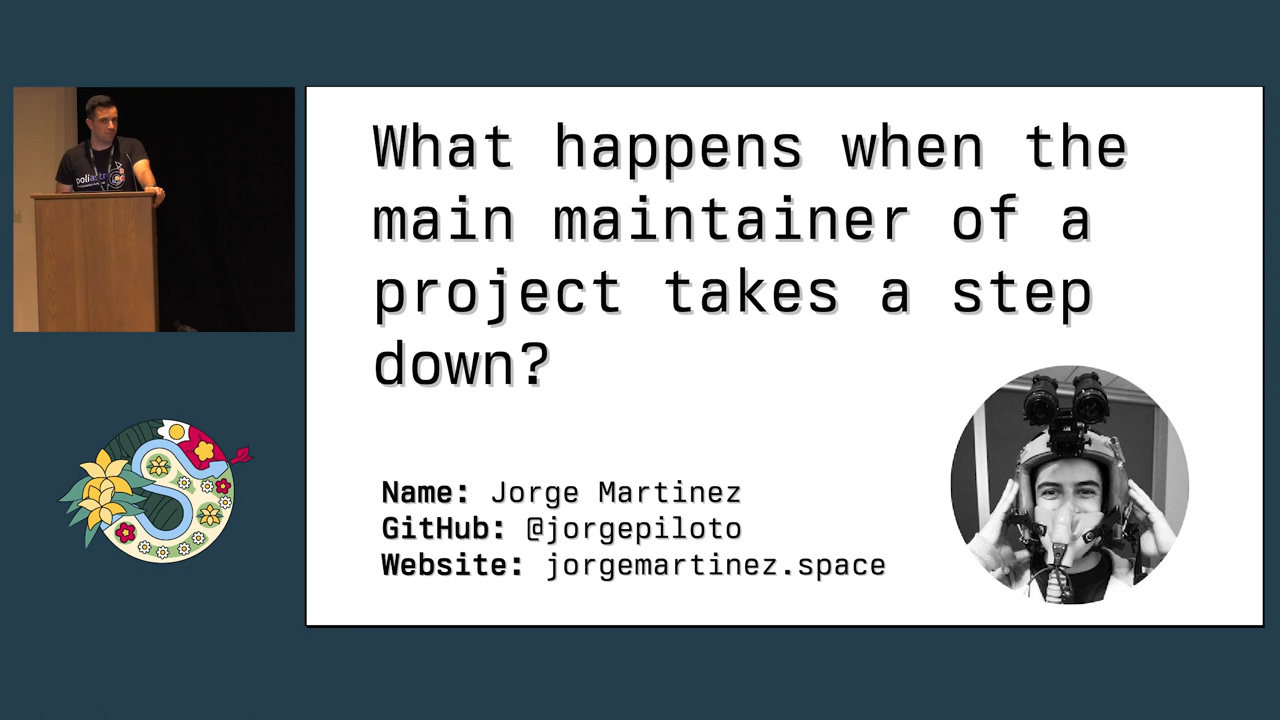 What happens when the
main maintainer of a
project takes a step
down?
Name: Jorge Martinez
GitHub: @jorgepiloto
Website: jorgemartinez.space